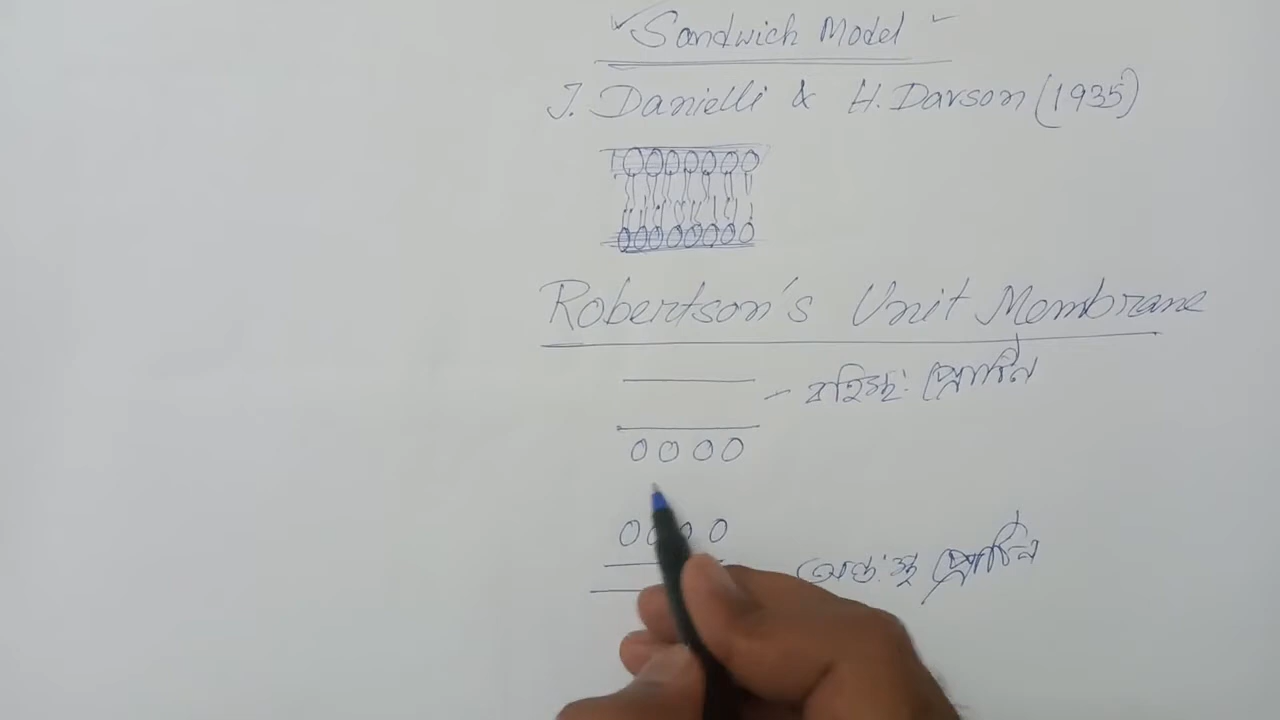 Sandwich Model
J. Danielli & H. Davson (1935)
Robertson's Unit Membrane
- বহিস্থ: প্রোটিন
অন্ত:স্থ প্রোটিন